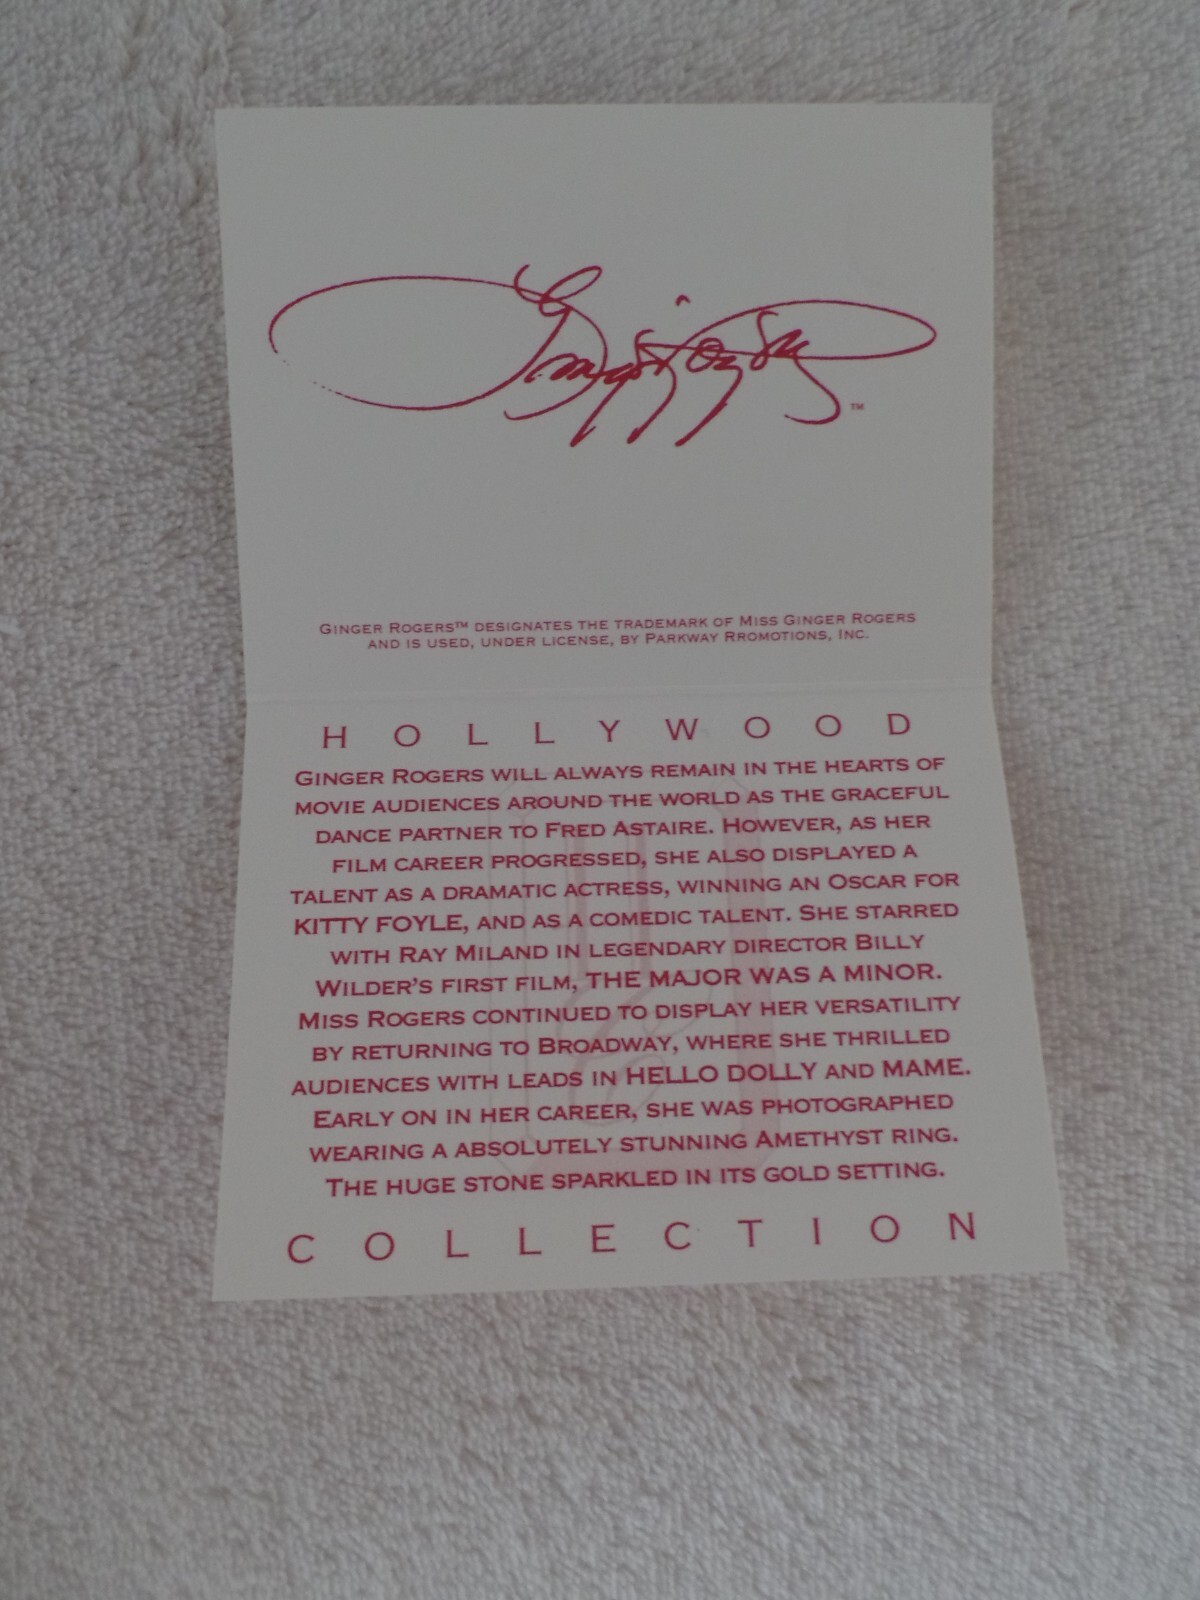 Ginger Rogers™
GINGER ROGERS™ DESIGNATES THE TRADEMARK OF MISS GINGER ROGERS
AND IS USED, UNDER LICENSE, BY PARKWAY RROMOTIONS, INC.
HOLLYWOOD
GINGER ROGERS WILL ALWAYS REMAIN IN THE HEARTS OF
MOVIE AUDIENCES AROUND THE WORLD AS THE GRACEFUL
DANCE PARTNER TO FRED ASTAIRE. HOWEVER, AS HER
FILM CAREER PROGRESSED, SHE ALSO DISPLAYED A
TALENT AS A DRAMATIC ACTRESS, WINNING AN OSCAR FOR
KITTY FOYLE, AND AS A COMEDIC TALENT. SHE STARRED
WITH RAY MILAND IN LEGENDARY DIRECTOR BILLY
WILDER'S FIRST FILM, THE MAJOR WAS A MINOR.
MISS ROGERS CONTINUED TO DISPLAY HER VERSATILITY
BY RETURNING TO BROADWAY, WHERE SHE THRILLED
AUDIENCES WITH LEADS IN HELLO DOLLY AND MAME.
EARLY ON IN HER CAREER, SHE WAS PHOTOGRAPHED
WEARING A ABSOLUTELY STUNNING AMETHYST RING.
THE HUGE STONE SPARKLED IN ITS GOLD SETTING.
COLLECTION